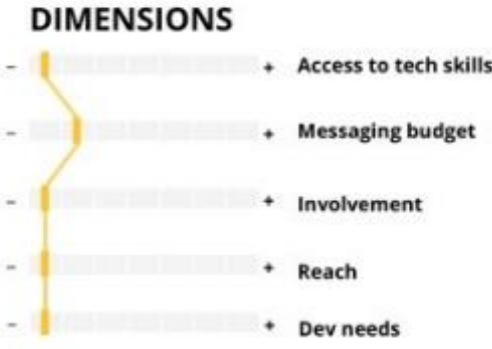 DIMENSIONS
- + Access to tech skills
- + Messaging budget
- + Involvement
- + Reach
- + Dev needs